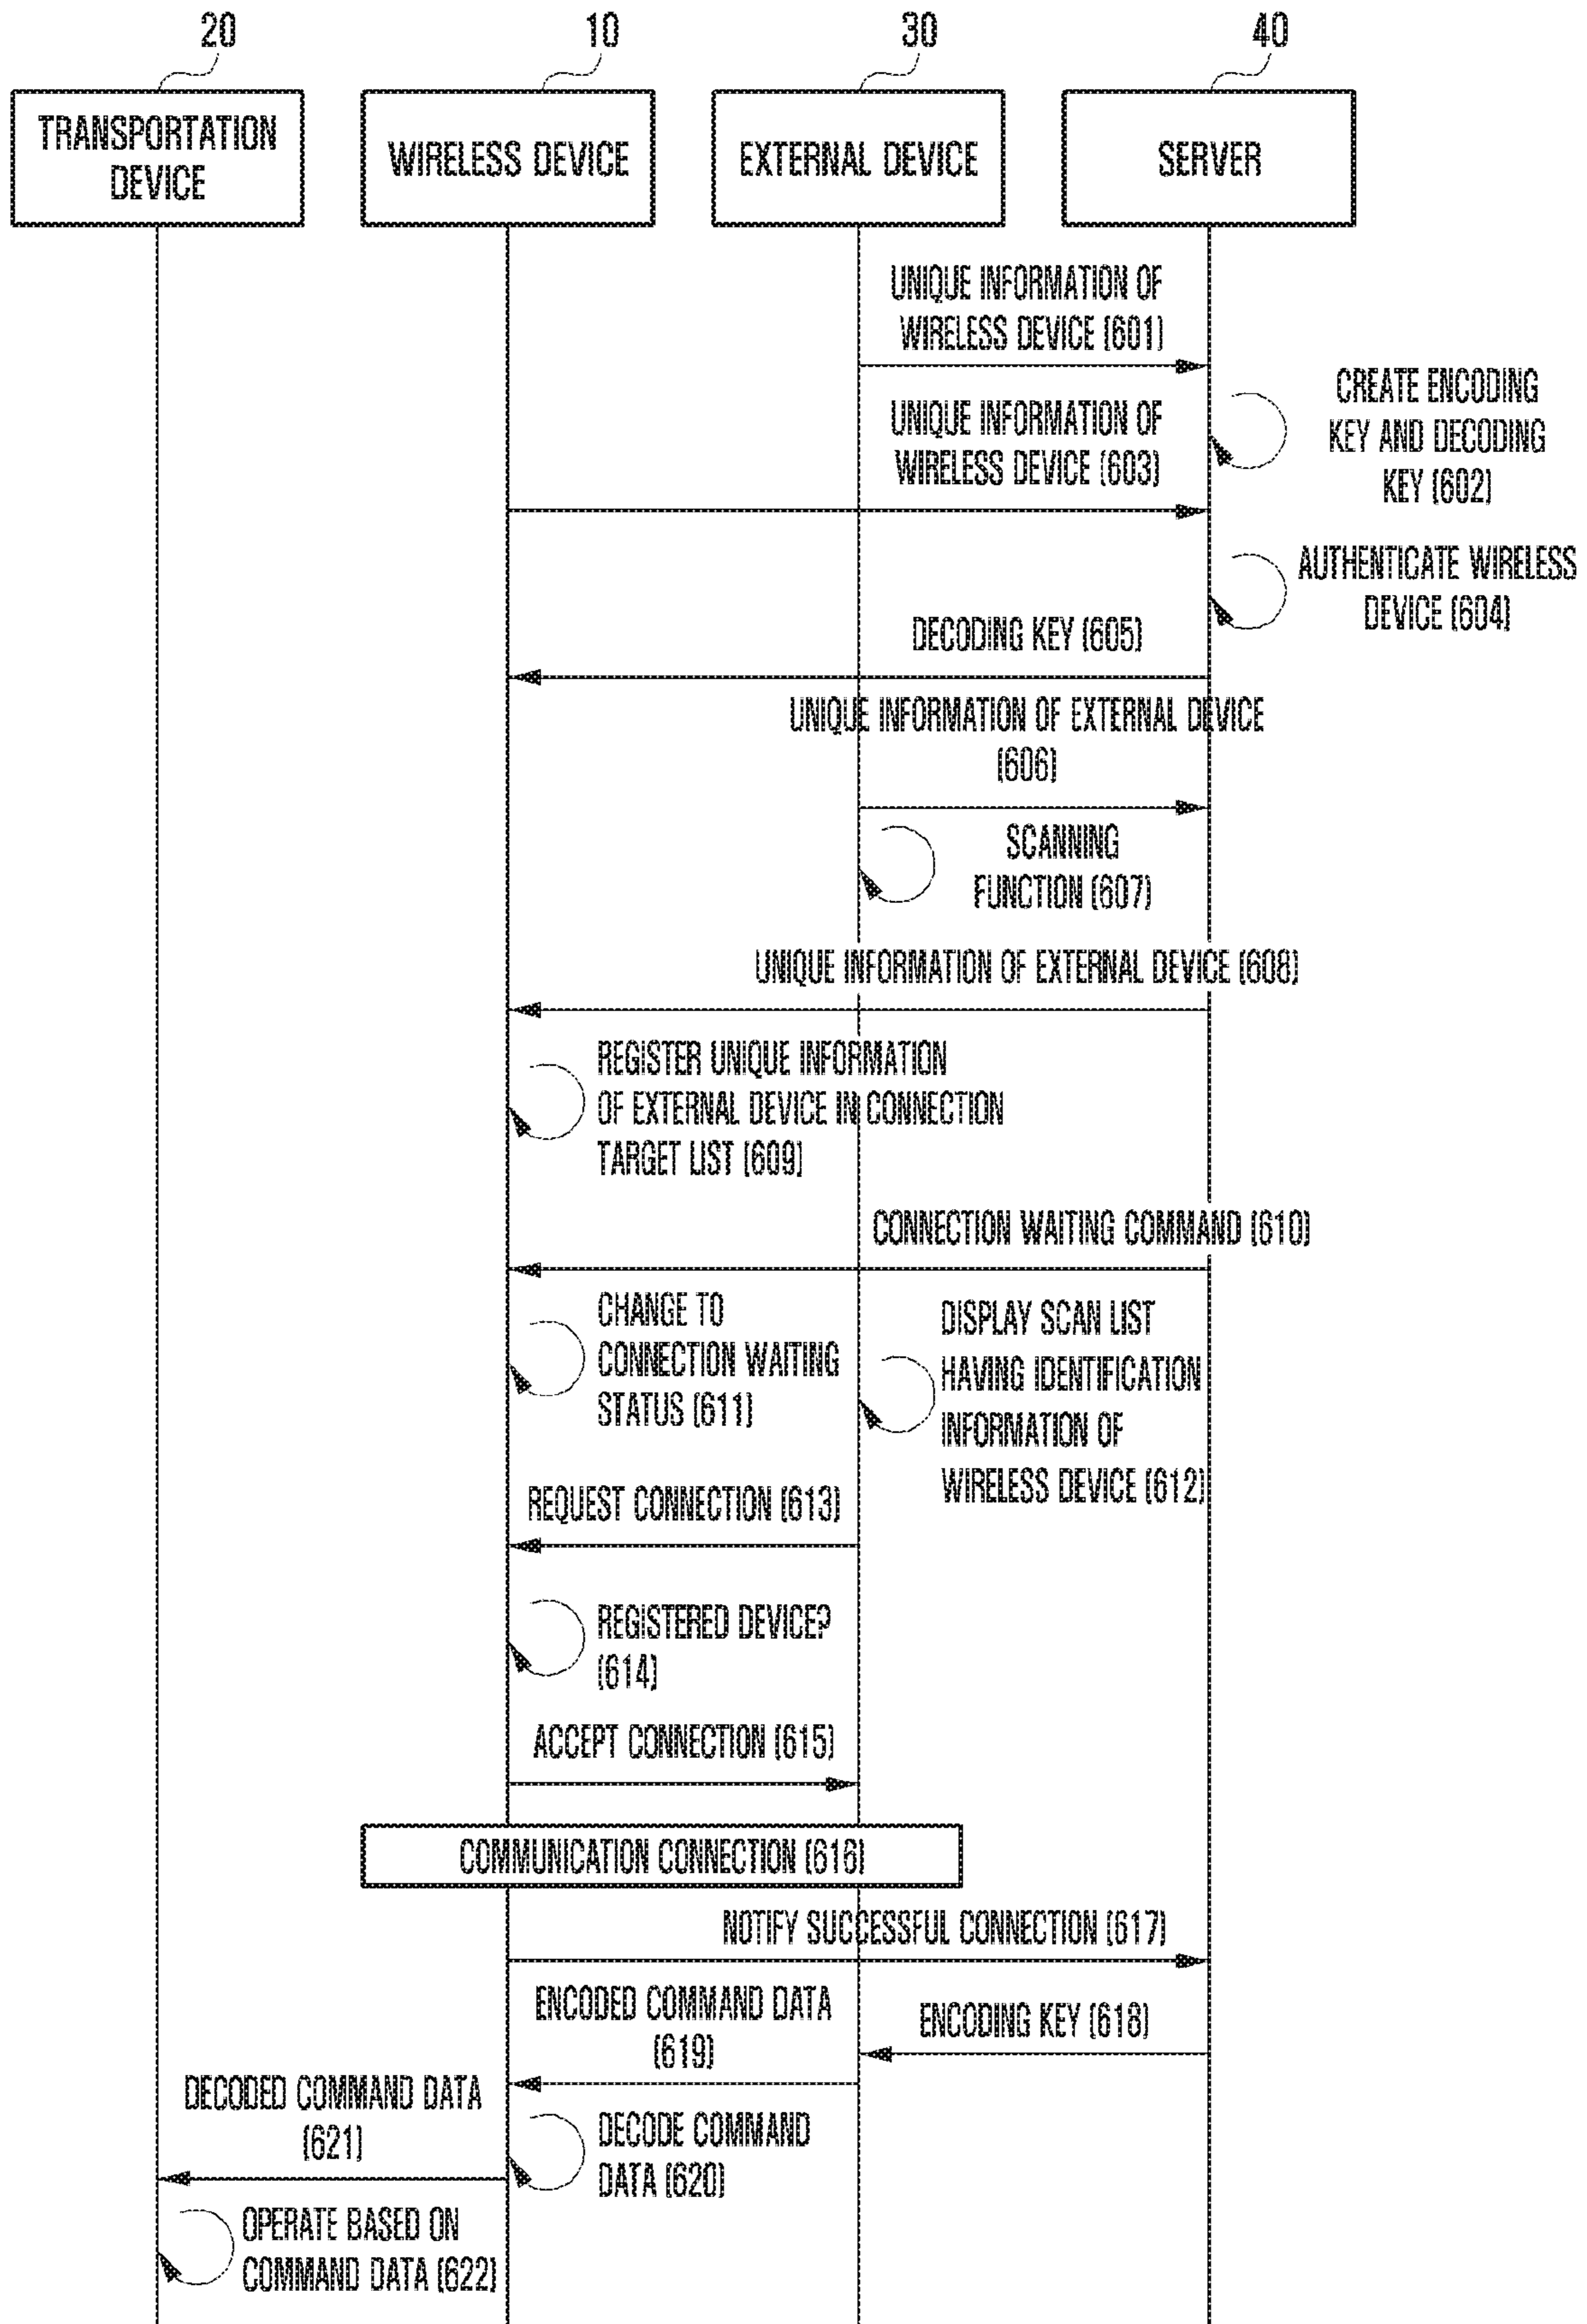 20
10
30
40
TRANSPORTATION
DEVICE
WIRELESS DEVICE
EXTERNAL DEVICE
SERVER
UNIQUE INFORMATION OF
WIRELESS DEVICE (601)
CREATE ENCODING
KEY AND DECODING
KEY (602)
UNIQUE INFORMATION OF
WIRELESS DEVICE (603)
AUTHENTICATE WIRELESS
DEVICE (604)
DECODING KEY (605)
UNIQUE INFORMATION OF EXTERNAL DEVICE
(606)
SCANNING
FUNCTION (607)
UNIQUE INFORMATION OF EXTERNAL DEVICE (608)
REGISTER UNIQUE INFORMATION
OF EXTERNAL DEVICE IN CONNECTION
TARGET LIST (609)
CONNECTION WAITING COMMAND (610)
CHANGE TO
CONNECTION WAITING
STATUS (611)
DISPLAY SCAN LIST
HAVING IDENTIFICATION
INFORMATION OF
WIRELESS DEVICE (612)
REQUEST CONNECTION (613)
REGISTERED DEVICE?
(614)
ACCEPT CONNECTION (615)
COMMUNICATION CONNECTION (616)
NOTIFY SUCCESSFUL CONNECTION (617)
ENCODING KEY (618)
ENCODED COMMAND DATA
(619)
DECODE COMMAND
DATA (620)
DECODED COMMAND DATA
(621)
OPERATE BASED ON
COMMAND DATA (622)